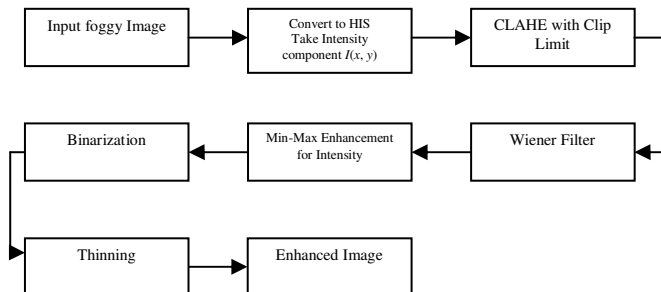 Input foggy Image
Convert to HIS
Take Intensity
component I(x, y)
CLAHE with Clip
Limit
Binarization
Min-Max Enhancement
for Intensity
Wiener Filter
Thinning
Enhanced Image